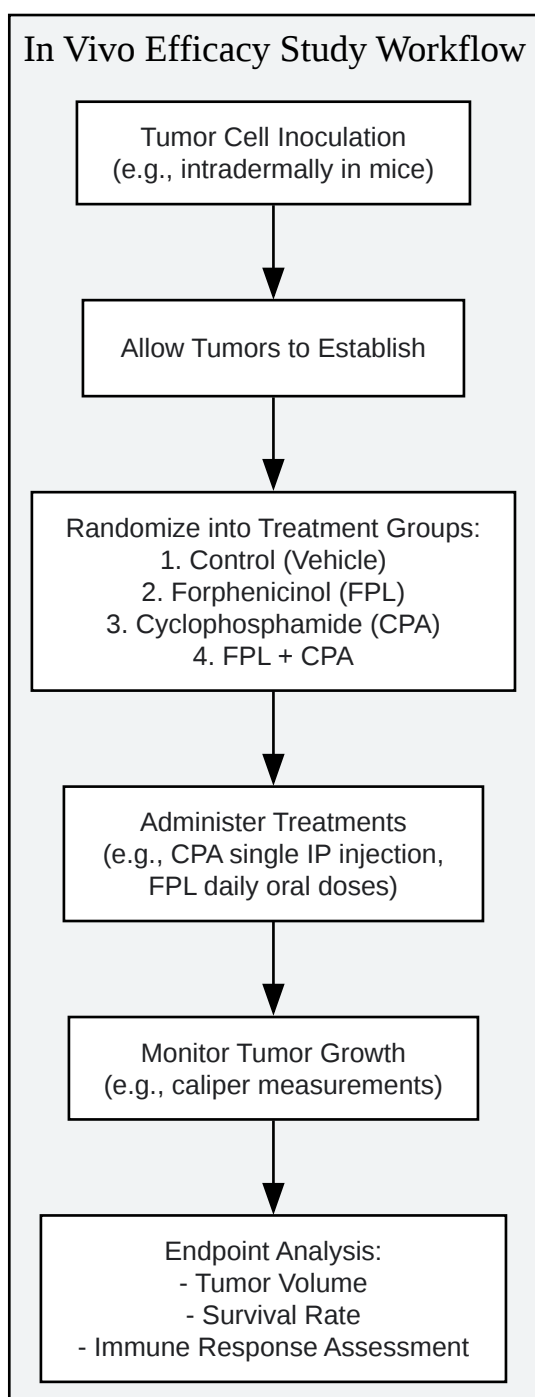 In Vivo Efficacy Study Workflow
Tumor Cell Inoculation
(e.g., intradermally in mice)
Allow Tumors to Establish
Randomize into Treatment Groups:
1. Control (Vehicle)
2. Forphenicinol (FPL)
3. Cyclophosphamide (CPA)
4. FPL + CPA
Administer Treatments
(e.g., CPA single IP injection,
FPL daily oral doses)
Monitor Tumor Growth
(e.g., caliper measurements)
Endpoint Analysis:
- Tumor Volume
- Survival Rate
- Immune Response Assessment